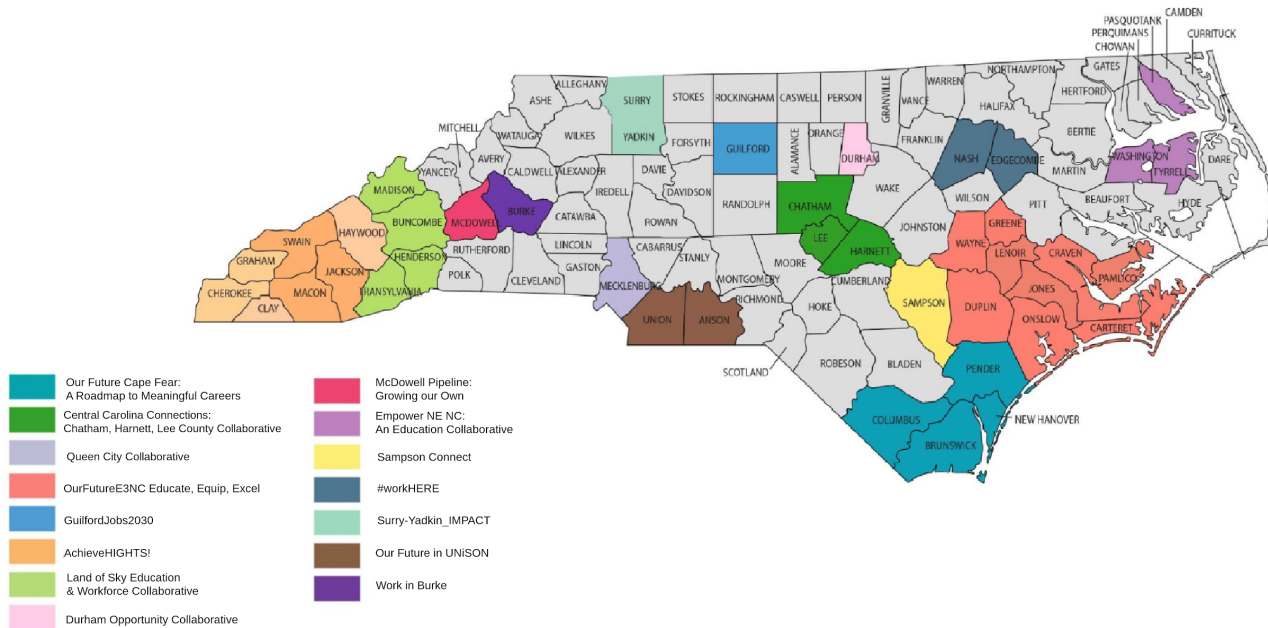 CAMDEN
PASQUOTANK
PERQUIMANS
CURRITUCK
CHOWAN
GATES
NORTHAMPTON
ALLEGHANY
WARREN
HERTFORD
ASHE
SURRY
STOKES
ROCKINGHAM
CASWELL
PERSON
GRANVILLE
VANCE
HALIFAX
MITCHELL
WATAUGA
WILKES
YADKIN
FORSYTH
GUILFORD
ALAMANCE
ORANGE
DURHAM
FRANKLIN
NASH
EDGECOMBE
BERTIE
AVERY
YANCEY
CALDWELL
ALEXANDER
IREDELL
DAVIE
DAVIDSON
MARTIN
WASHINGTON
TYRRELL
DARE
MADISON
BURKE
CATAWBA
ROWAN
RANDOLPH
CHATHAM
WAKE
WILSON
PITT
BEAUFORT
HYDE
BUNCOMBE
MCDOWELL
HAYWOOD
SWAIN
RUTHERFORD
LINCOLN
CABARRUS
STANLY
LEE
HARNETT
JOHNSTON
WAYNE
GREENE
LENOIR
CRAVEN
GRAHAM
JACKSON
HENDERSON
POLK
CLEVELAND
GASTON
MECKLENBURG
MONTGOMERY
MOORE
CUMBERLAND
PAMLICO
JONES
CHEROKEE
MACON
CLAY
TRANSYLVANIA
UNION
ANSON
RICHMOND
HOKE
SAMPSON
DUPLIN
ONSLOW
CARTERET
SCOTLAND
ROBESON
BLADEN
PENDER
COLUMBUS
BRUNSWICK
NEW HANOVER
Our Future Cape Fear:
A Roadmap to Meaningful Careers
Central Carolina Connections:
Chatham, Harnett, Lee County Collaborative
Queen City Collaborative
OurFutureE3NC Educate, Equip, Excel
GuilfordJobs2030
AchieveHIGHTS!
Land of Sky Education
& Workforce Collaborative
Durham Opportunity Collaborative
McDowell Pipeline:
Growing our Own
Empower NE NC:
An Education Collaborative
Sampson Connect
#workHERE
Surry-Yadkin_IMPACT
Our Future in UNiSON
Work in Burke